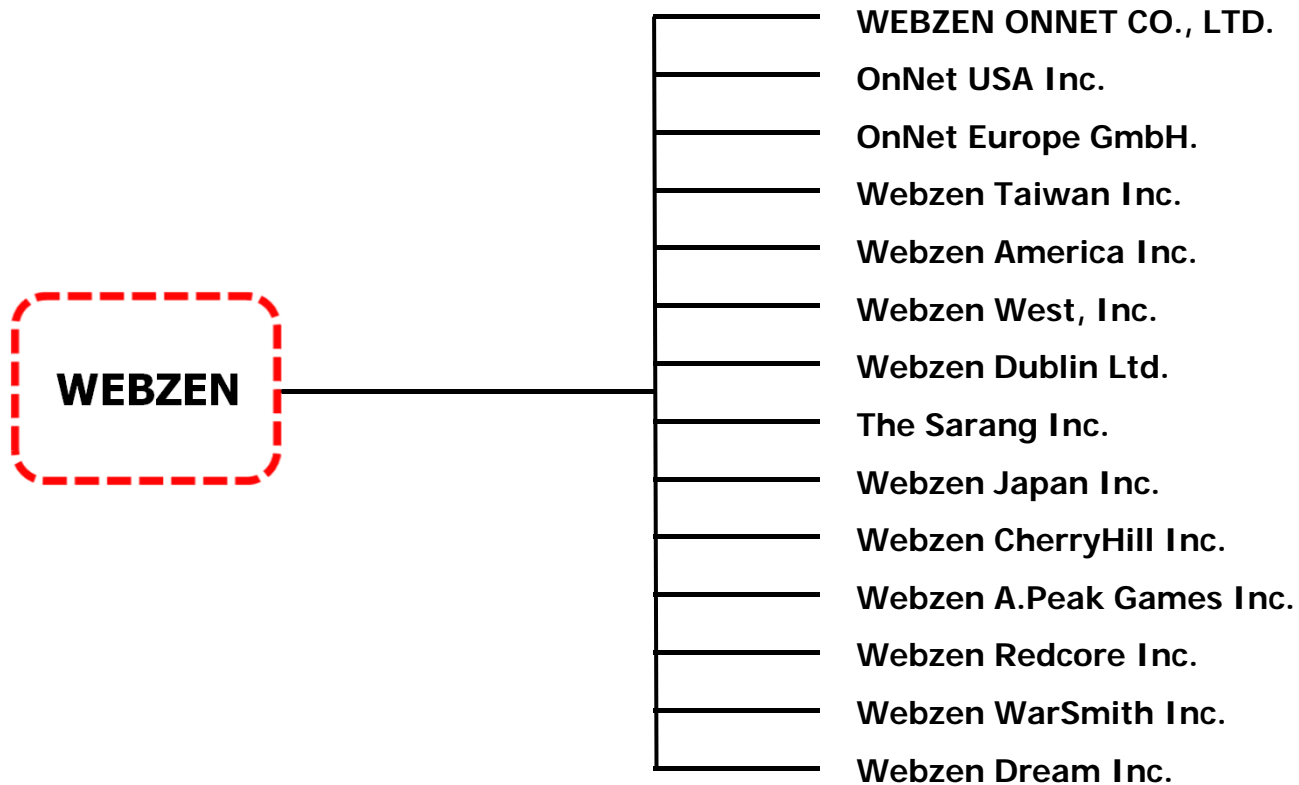 WEBZEN
WEBZEN ONNET CO., LTD.
OnNet USA Inc.
OnNet Europe GmbH.
Webzen Taiwan Inc.
Webzen America Inc.
Webzen West, Inc.
Webzen Dublin Ltd.
The Sarang Inc.
Webzen Japan Inc.
Webzen CherryHill Inc.
Webzen A.Peak Games Inc.
Webzen Redcore Inc.
Webzen WarSmith Inc.
Webzen Dream Inc.